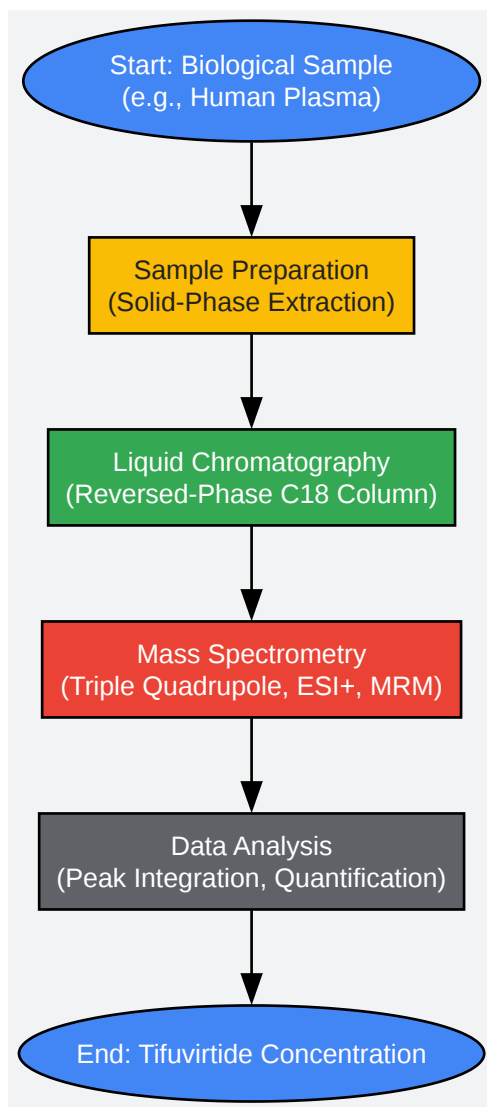 Start: Biological Sample
(e.g., Human Plasma)
Sample Preparation
(Solid-Phase Extraction)
Liquid Chromatography
(Reversed-Phase C18 Column)
Mass Spectrometry
(Triple Quadrupole, ESI+, MRM)
Data Analysis
(Peak Integration, Quantification)
End: Tifuvirtide Concentration